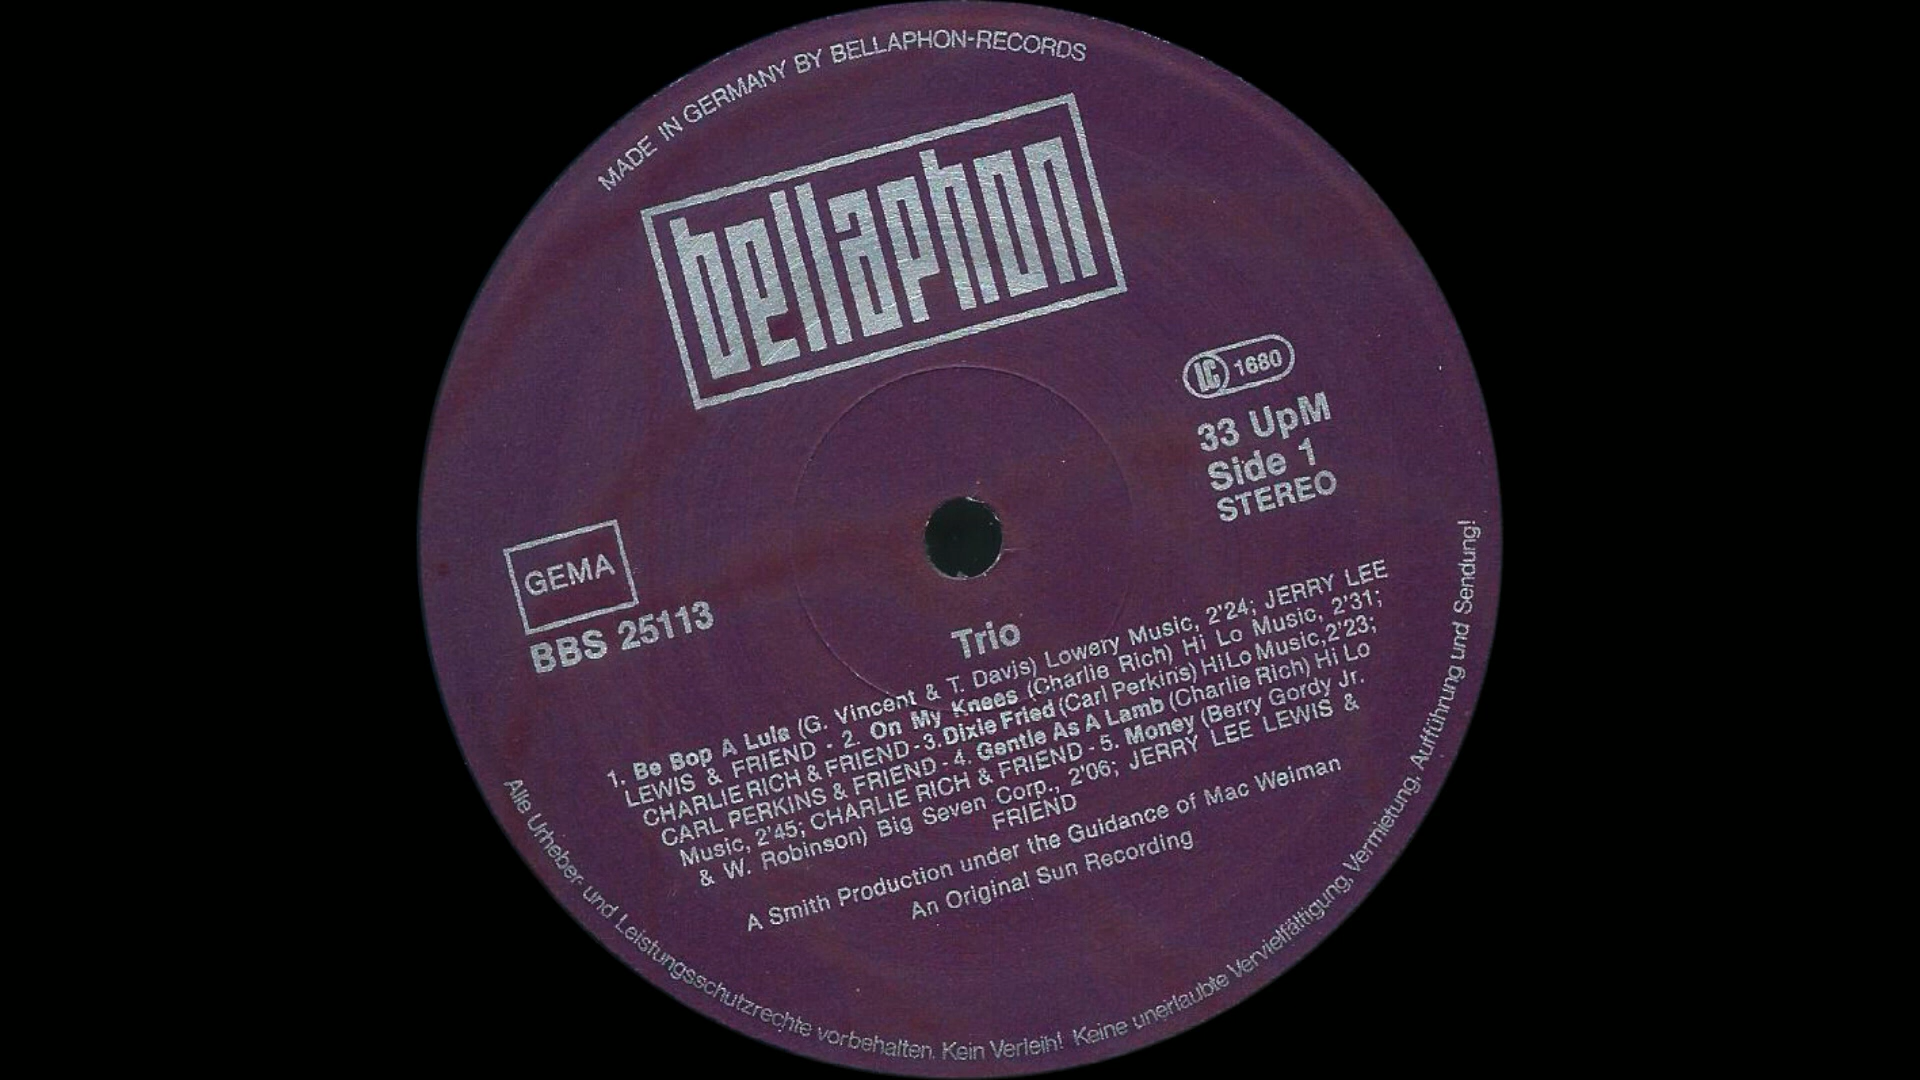 MADE IN GERMANY BY BELLAPHON-RECORDS
bellaphon
LC 1680
33 UpM
Side 1
STEREO
GEMA
BBS 25113
Trio
1. Be Bop A Lula (G. Vincent & T. Davis) Lowery Music, 2'24; JERRY LEE
LEWIS & FRIEND - 2. On My Knees (Charlie Rich) Hi Lo Music, 2'31;
CHARLIE RICH & FRIEND - 3. Dixie Fried (Carl Perkins) Hi Lo Music, 2'23;
CARL PERKINS & FRIEND - 4. Gentle As A Lamb (Charlie Rich) Hi Lo
Music, 2'45; CHARLIE RICH & FRIEND - 5. Money (Berry Gordy Jr.
& W. Robinson) Big Seven Corp., 2'06; JERRY LEE LEWIS &
FRIEND
A Smith Production under the Guidance of Mac Weiman
An Original Sun Recording
Alle Urheber- und Leistungsschutzrechte vorbehalten. Kein Verleih! Keine unerlaubte Vervielfältigung, Vermietung, Aufführung und Sendung!